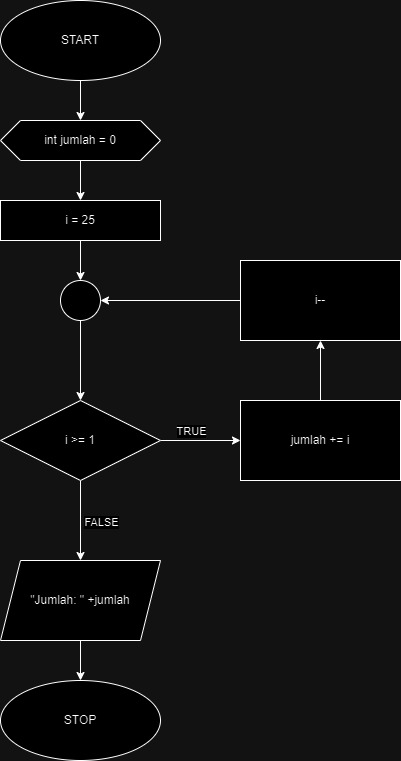 START
int jumlah = 0
i = 25
i--
i >= 1
TRUE
jumlah += i
FALSE
"Jumlah: " +jumlah
STOP